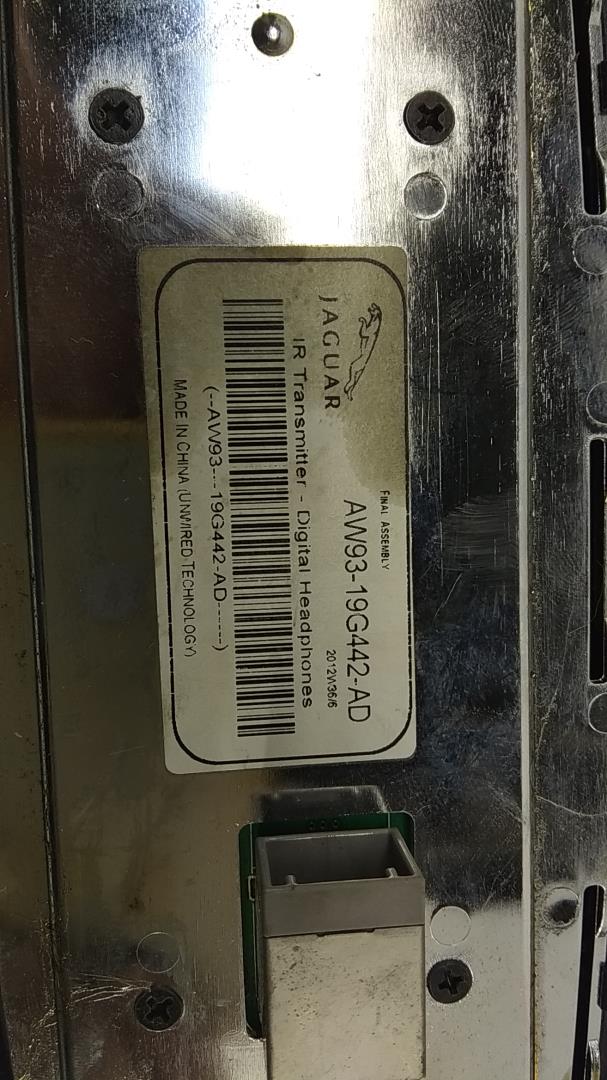 JAGUAR
FINAL ASSEMBLY
AW93-19G442-AD
2012W36/6
IR Transmitter - Digital Headphones
(--AW93---19G442-AD------)
MADE IN CHINA (UNWIRED TECHNOLOGY)